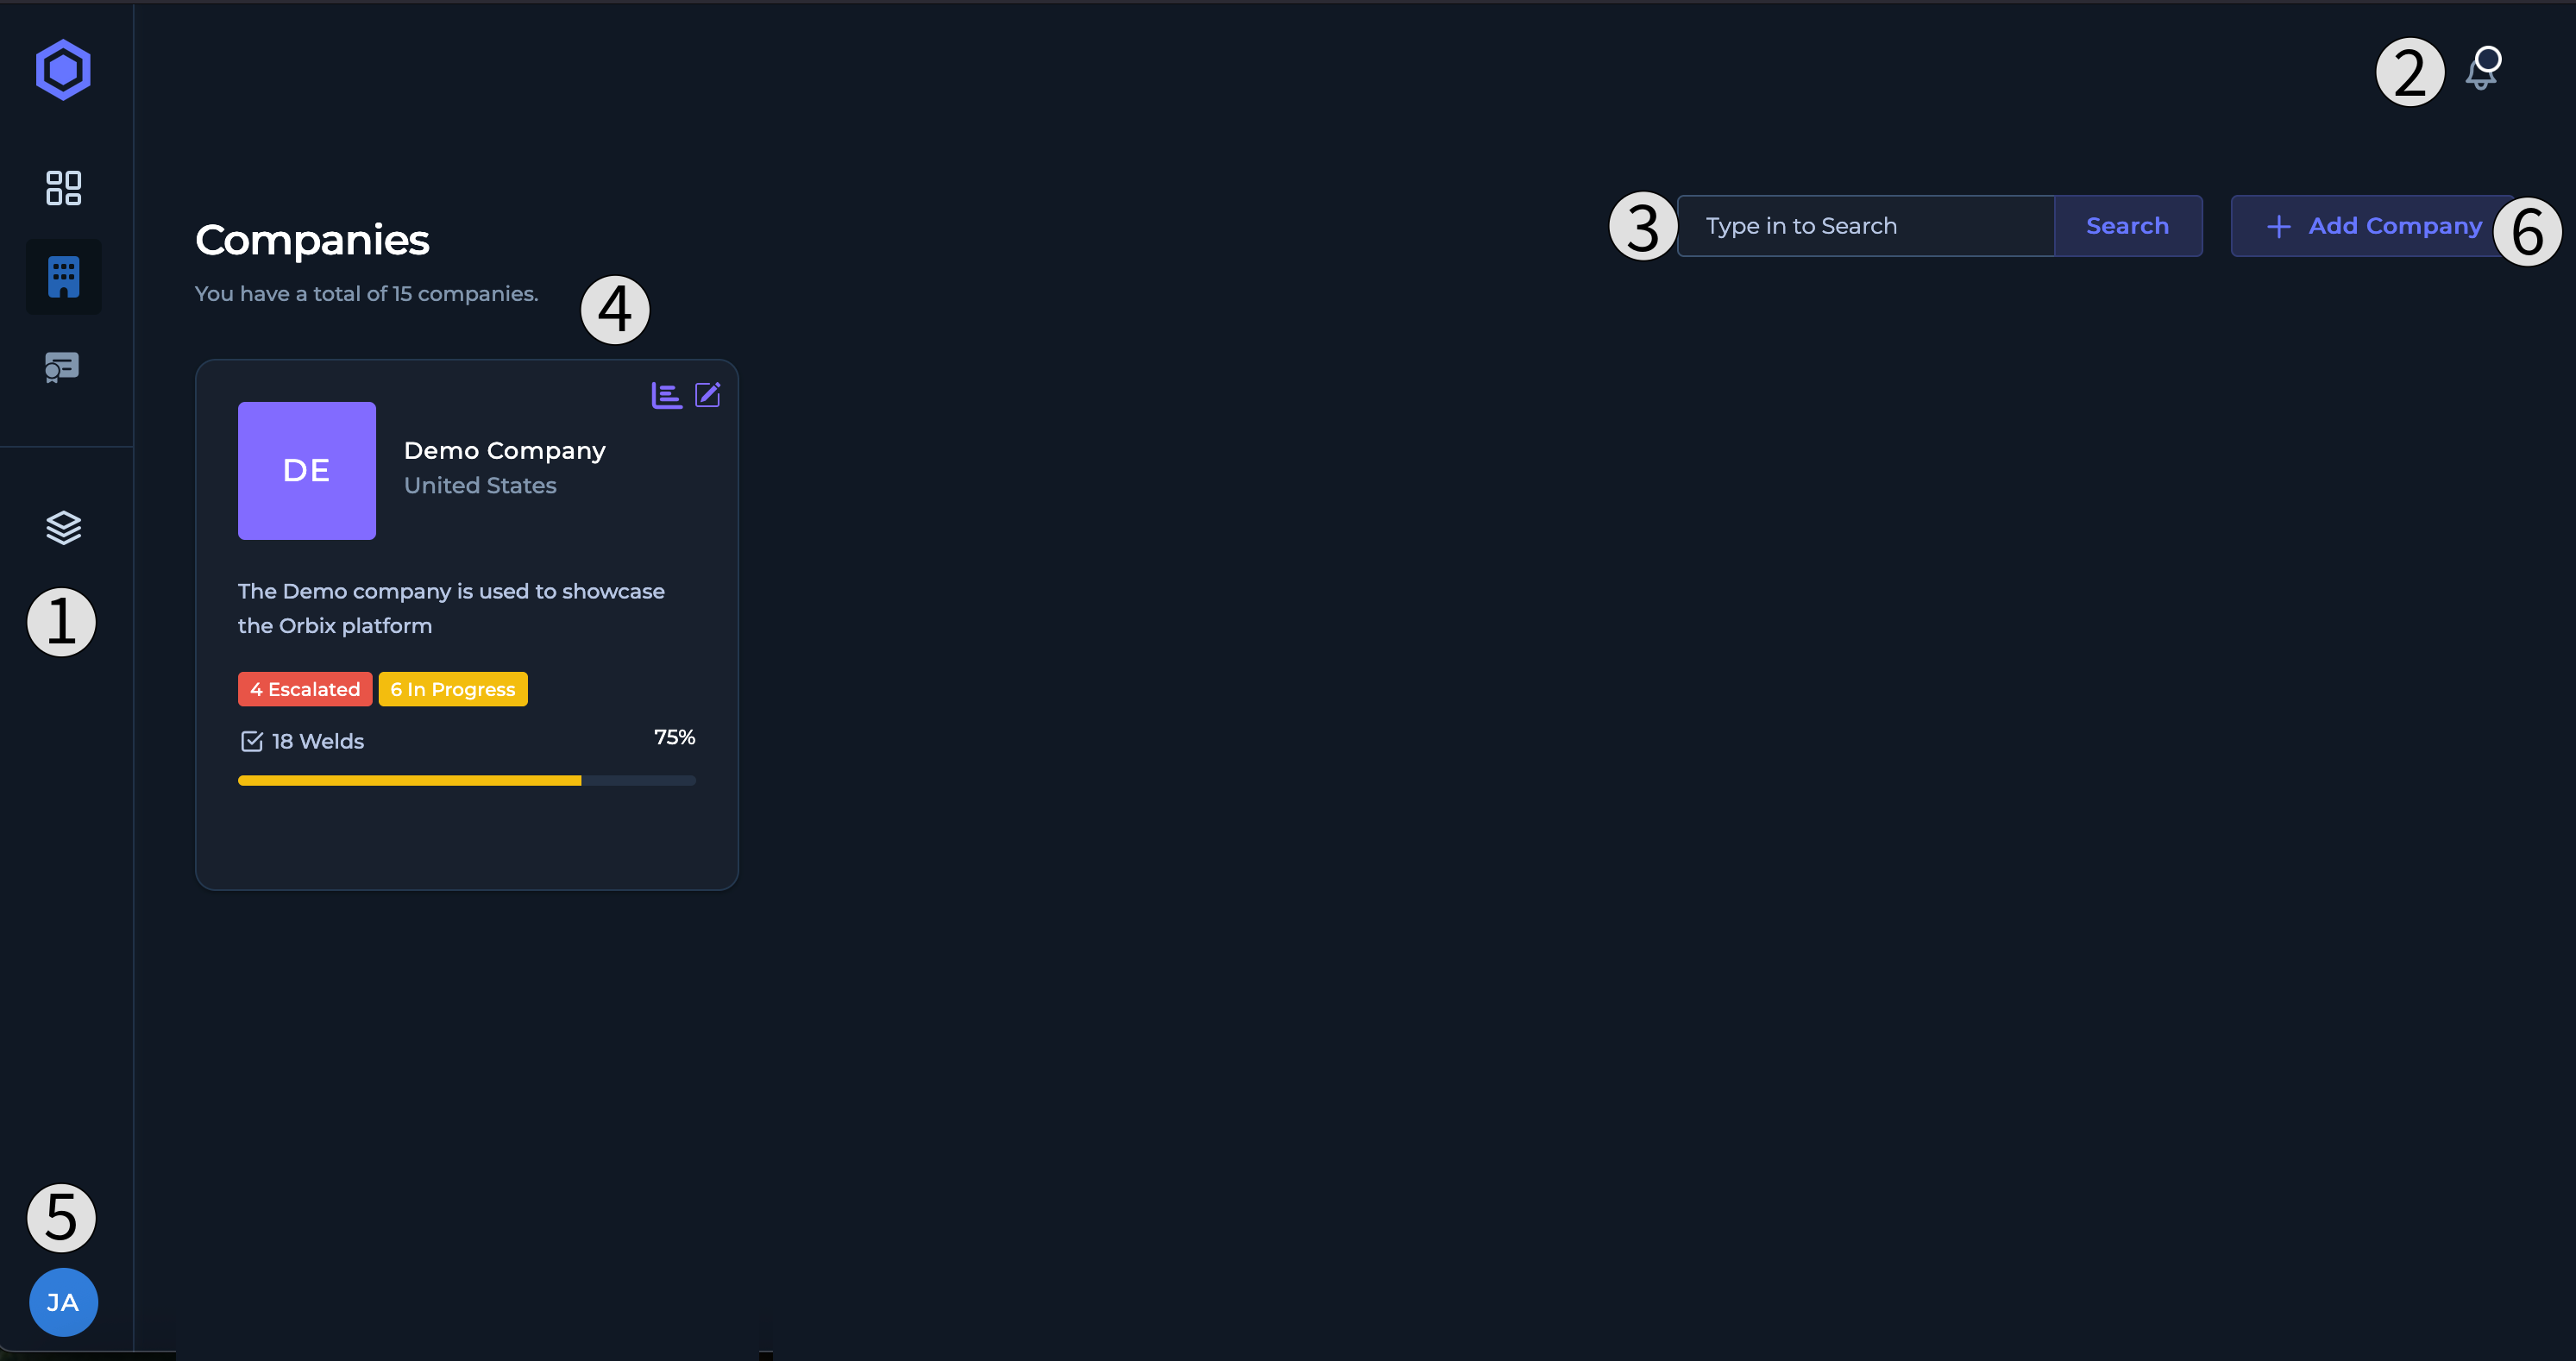 2
3
Type in to Search
Search
Add Company
6
Companies
You have a total of 15 companies.
4
DE
Demo Company
United States
The Demo company is used to showcase
the Orbix platform
4 Escalated
6 In Progress
18 Welds
75%
1
5
JA